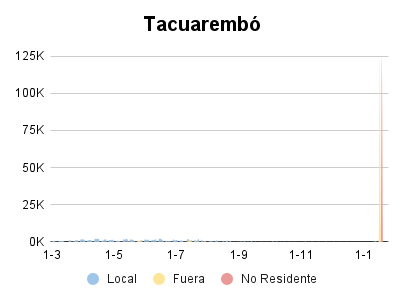 Tacuarembó
125K
100K
75K
50K
25K
0K
1-3 1-5 1-7 1-9 1-11 1-1
Local Fuera No Residente